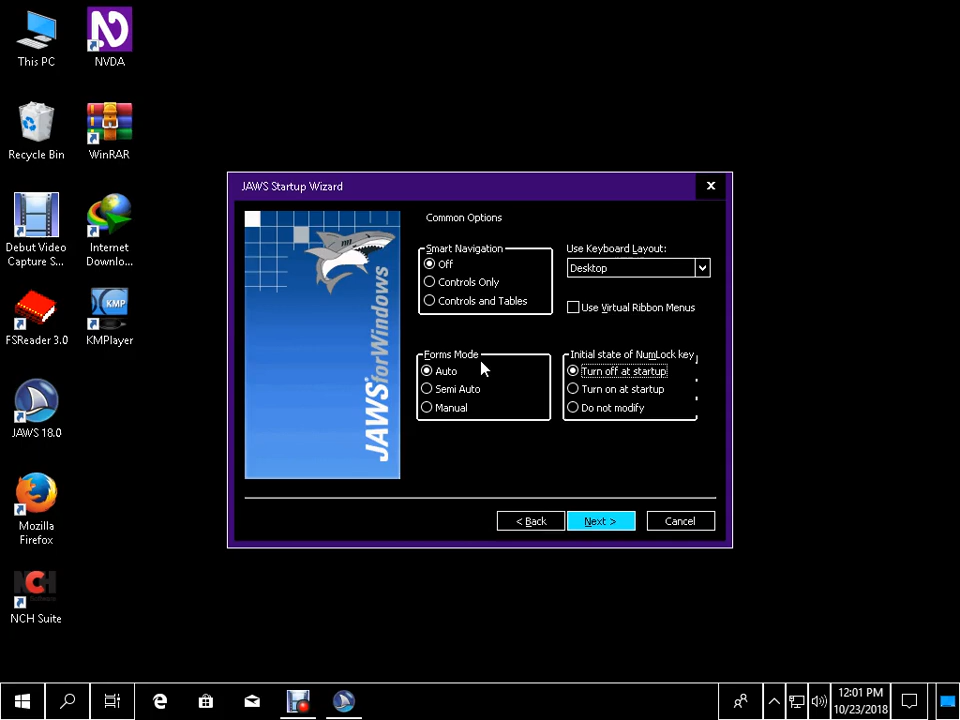 This PC
NVDA
Recycle Bin
WinRAR
Debut Video
Capture S...
Internet
Downlo...
FSReader 3.0
KMP
KMPlayer
JAWS 18.0
Mozilla
Firefox
NCH
NCH Suite
JAWS Startup Wizard
JAWS for Windows
Common Options
Smart Navigation
Off
Controls Only
Controls and Tables
Use Keyboard Layout:
Desktop
Use Virtual Ribbon Menus
Forms Mode
Auto
Semi Auto
Manual
Initial state of NumLock key
Turn off at startup
Turn on at startup
Do not modify
< Back
Next >
Cancel
12:01 PM
10/23/2018